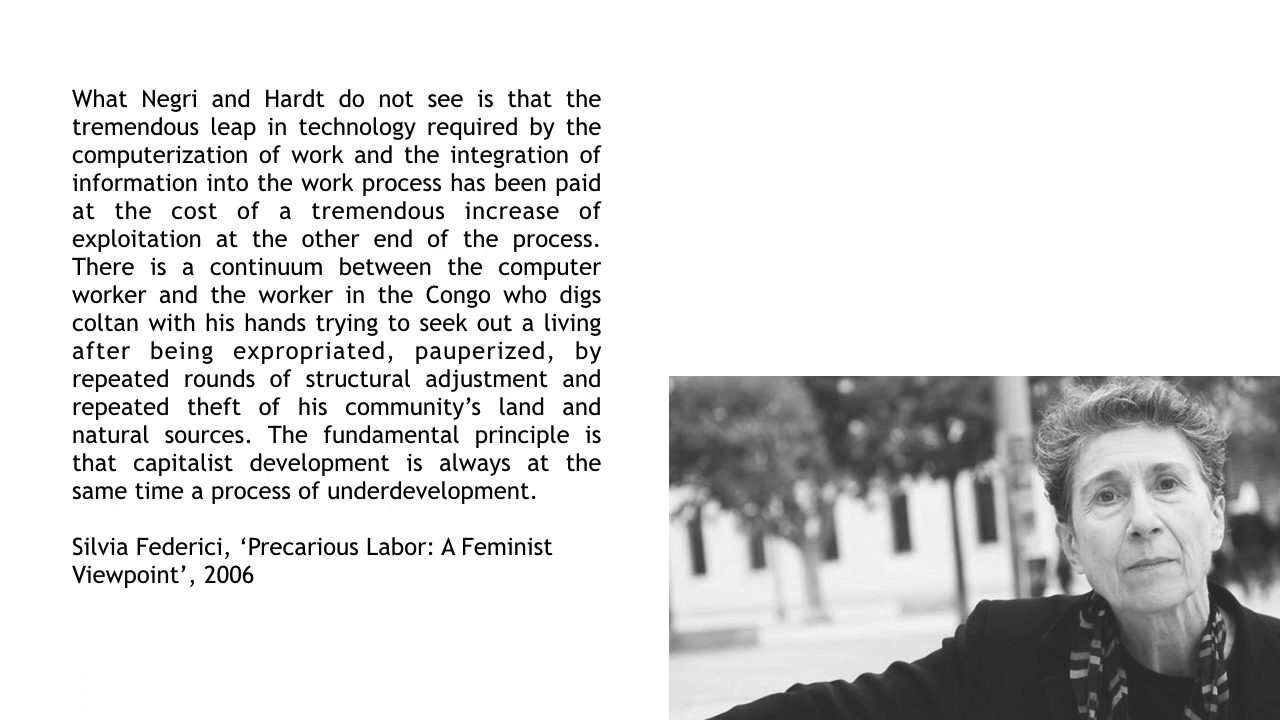 What Negri and Hardt do not see is that the
tremendous leap in technology required by the
computerization of work and the integration of
information into the work process has been paid
at the cost of a tremendous increase of
exploitation at the other end of the process.
There is a continuum between the computer
worker and the worker in the Congo who digs
coltan with his hands trying to seek out a living
after being expropriated, pauperized, by
repeated rounds of structural adjustment and
repeated theft of his community’s land and
natural sources. The fundamental principle is
that capitalist development is always at the
same time a process of underdevelopment.
Silvia Federici, ‘Precarious Labor: A Feminist
Viewpoint’, 2006